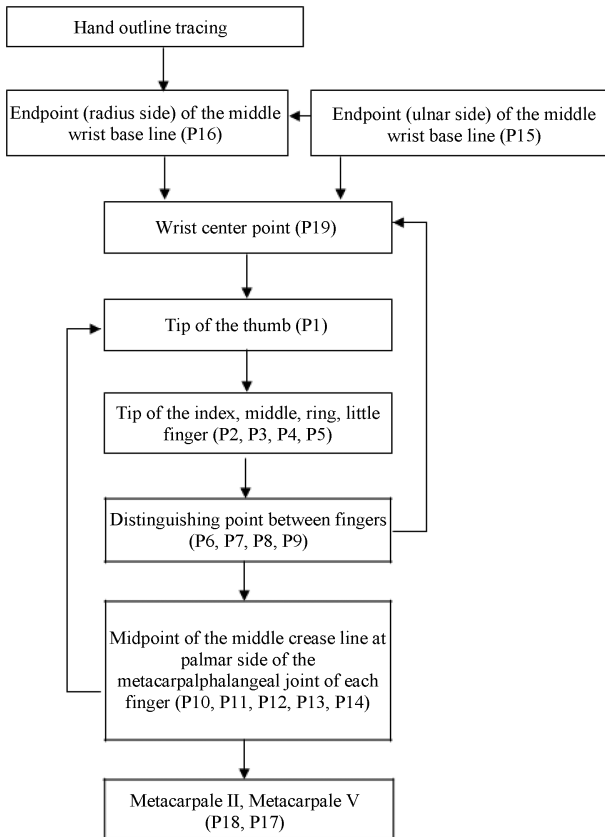 Hand outline tracing
Endpoint (radius side) of the middle
wrist base line (P16)
Endpoint (ulnar side) of the middle
wrist base line (P15)
Wrist center point (P19)
Tip of the thumb (P1)
Tip of the index, middle, ring, little
finger (P2, P3, P4, P5)
Distinguishing point between fingers
(P6, P7, P8, P9)
Midpoint of the middle crease line at
palmar side of the
metacarpalphalangeal joint of each
finger (P10, P11, P12, P13, P14)
Metacarpale II, Metacarpale V
(P18, P17)